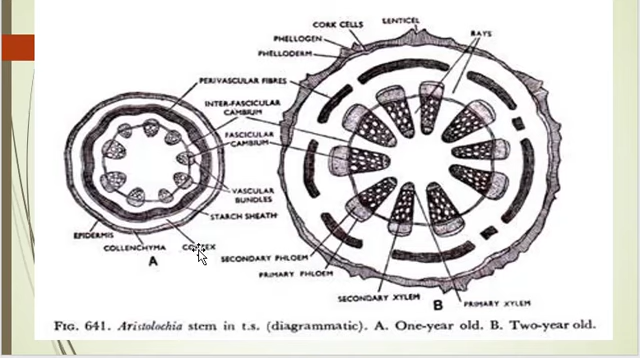 CORK CELLS
LENTICEL
PHELLOGEN
RAYS
PHELLODERM
PERIVASCULAR FIBRES
INTER-FASCICULAR
CAMBIUM
FASCICULAR
CAMBIUM
VASCULAR
BUNDLES
STARCH SHEATH
EPIDERMIS
COLLENCHYMA
CORTEX
A
SECONDARY PHLOEM
PRIMARY PHLOEM
SECONDARY XYLEM
B
PRIMARY XYLEM
FIG. 641. Aristolochia stem in t.s. (diagrammatic). A. One-year old. B. Two-year old.